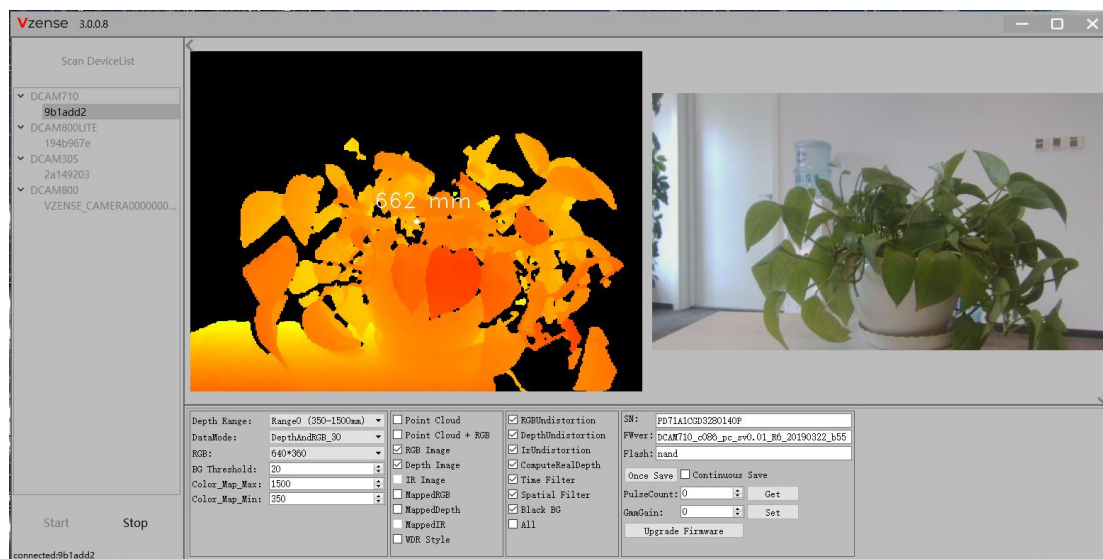 Vzense 3.0.0.8
Scan DeviceList
DCAM710
9b1add2
DCAM800LITE
194b967e
DCAM305
2a149203
DCAM800
VZENSE_CAMERA0000000...
Start Stop
connected:9b1add2
662 mm
Depth Range: Range0 (350-1500mm)
DataMode: DepthAndRGB_30
RGB: 640*360
BG Threshold: 20
Color_Map_Max: 1500
Color_Map_Min: 350
Point Cloud
Point Cloud + RGB
RGB Image
Depth Image
IR Image
MappedRGB
MappedDepth
MappedIR
WDR Style
RGBUndistortion
DepthUndistortion
IrUndistortion
ComputeRealDepth
Time Filter
Spatial Filter
Black BG
All
SN: PD71A1CGD3280140P
FWver: DCAM710_c086_pc_sv0.01_R6_20190322_b55
Flash: nand
Once Save Continuous Save
PulseCount: 0 Get
GmmGain: 0 Set
Upgrade Firmware